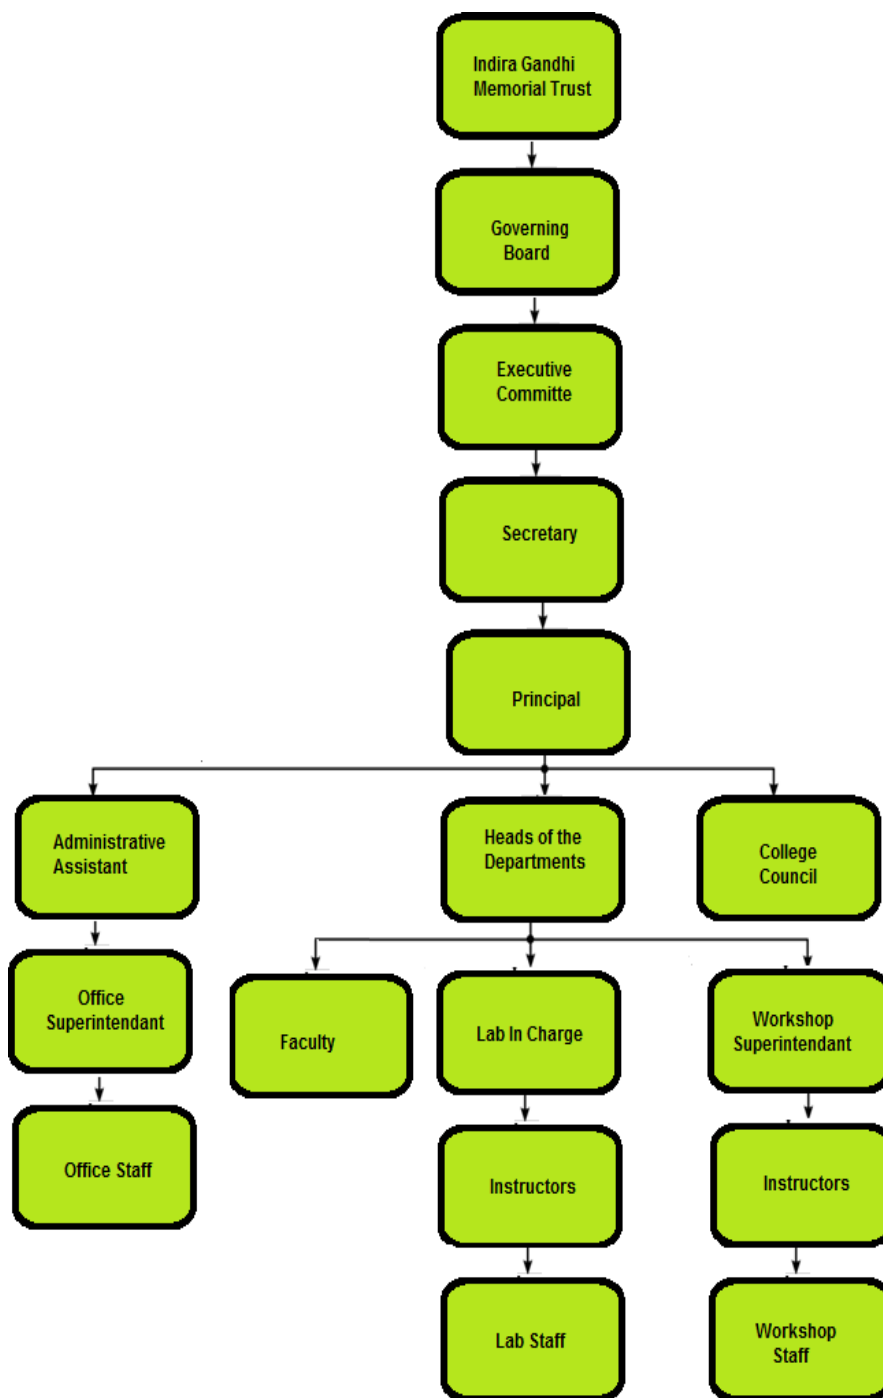 Indira Gandhi
Memorial Trust
Governing
Board
Executive
Committe
Secretary
Principal
Administrative
Assistant
Heads of the
Departments
College
Council
Office
Superintendant
Faculty
Lab In Charge
Workshop
Superintendant
Office Staff
Instructors
Instructors
Lab Staff
Workshop
Staff